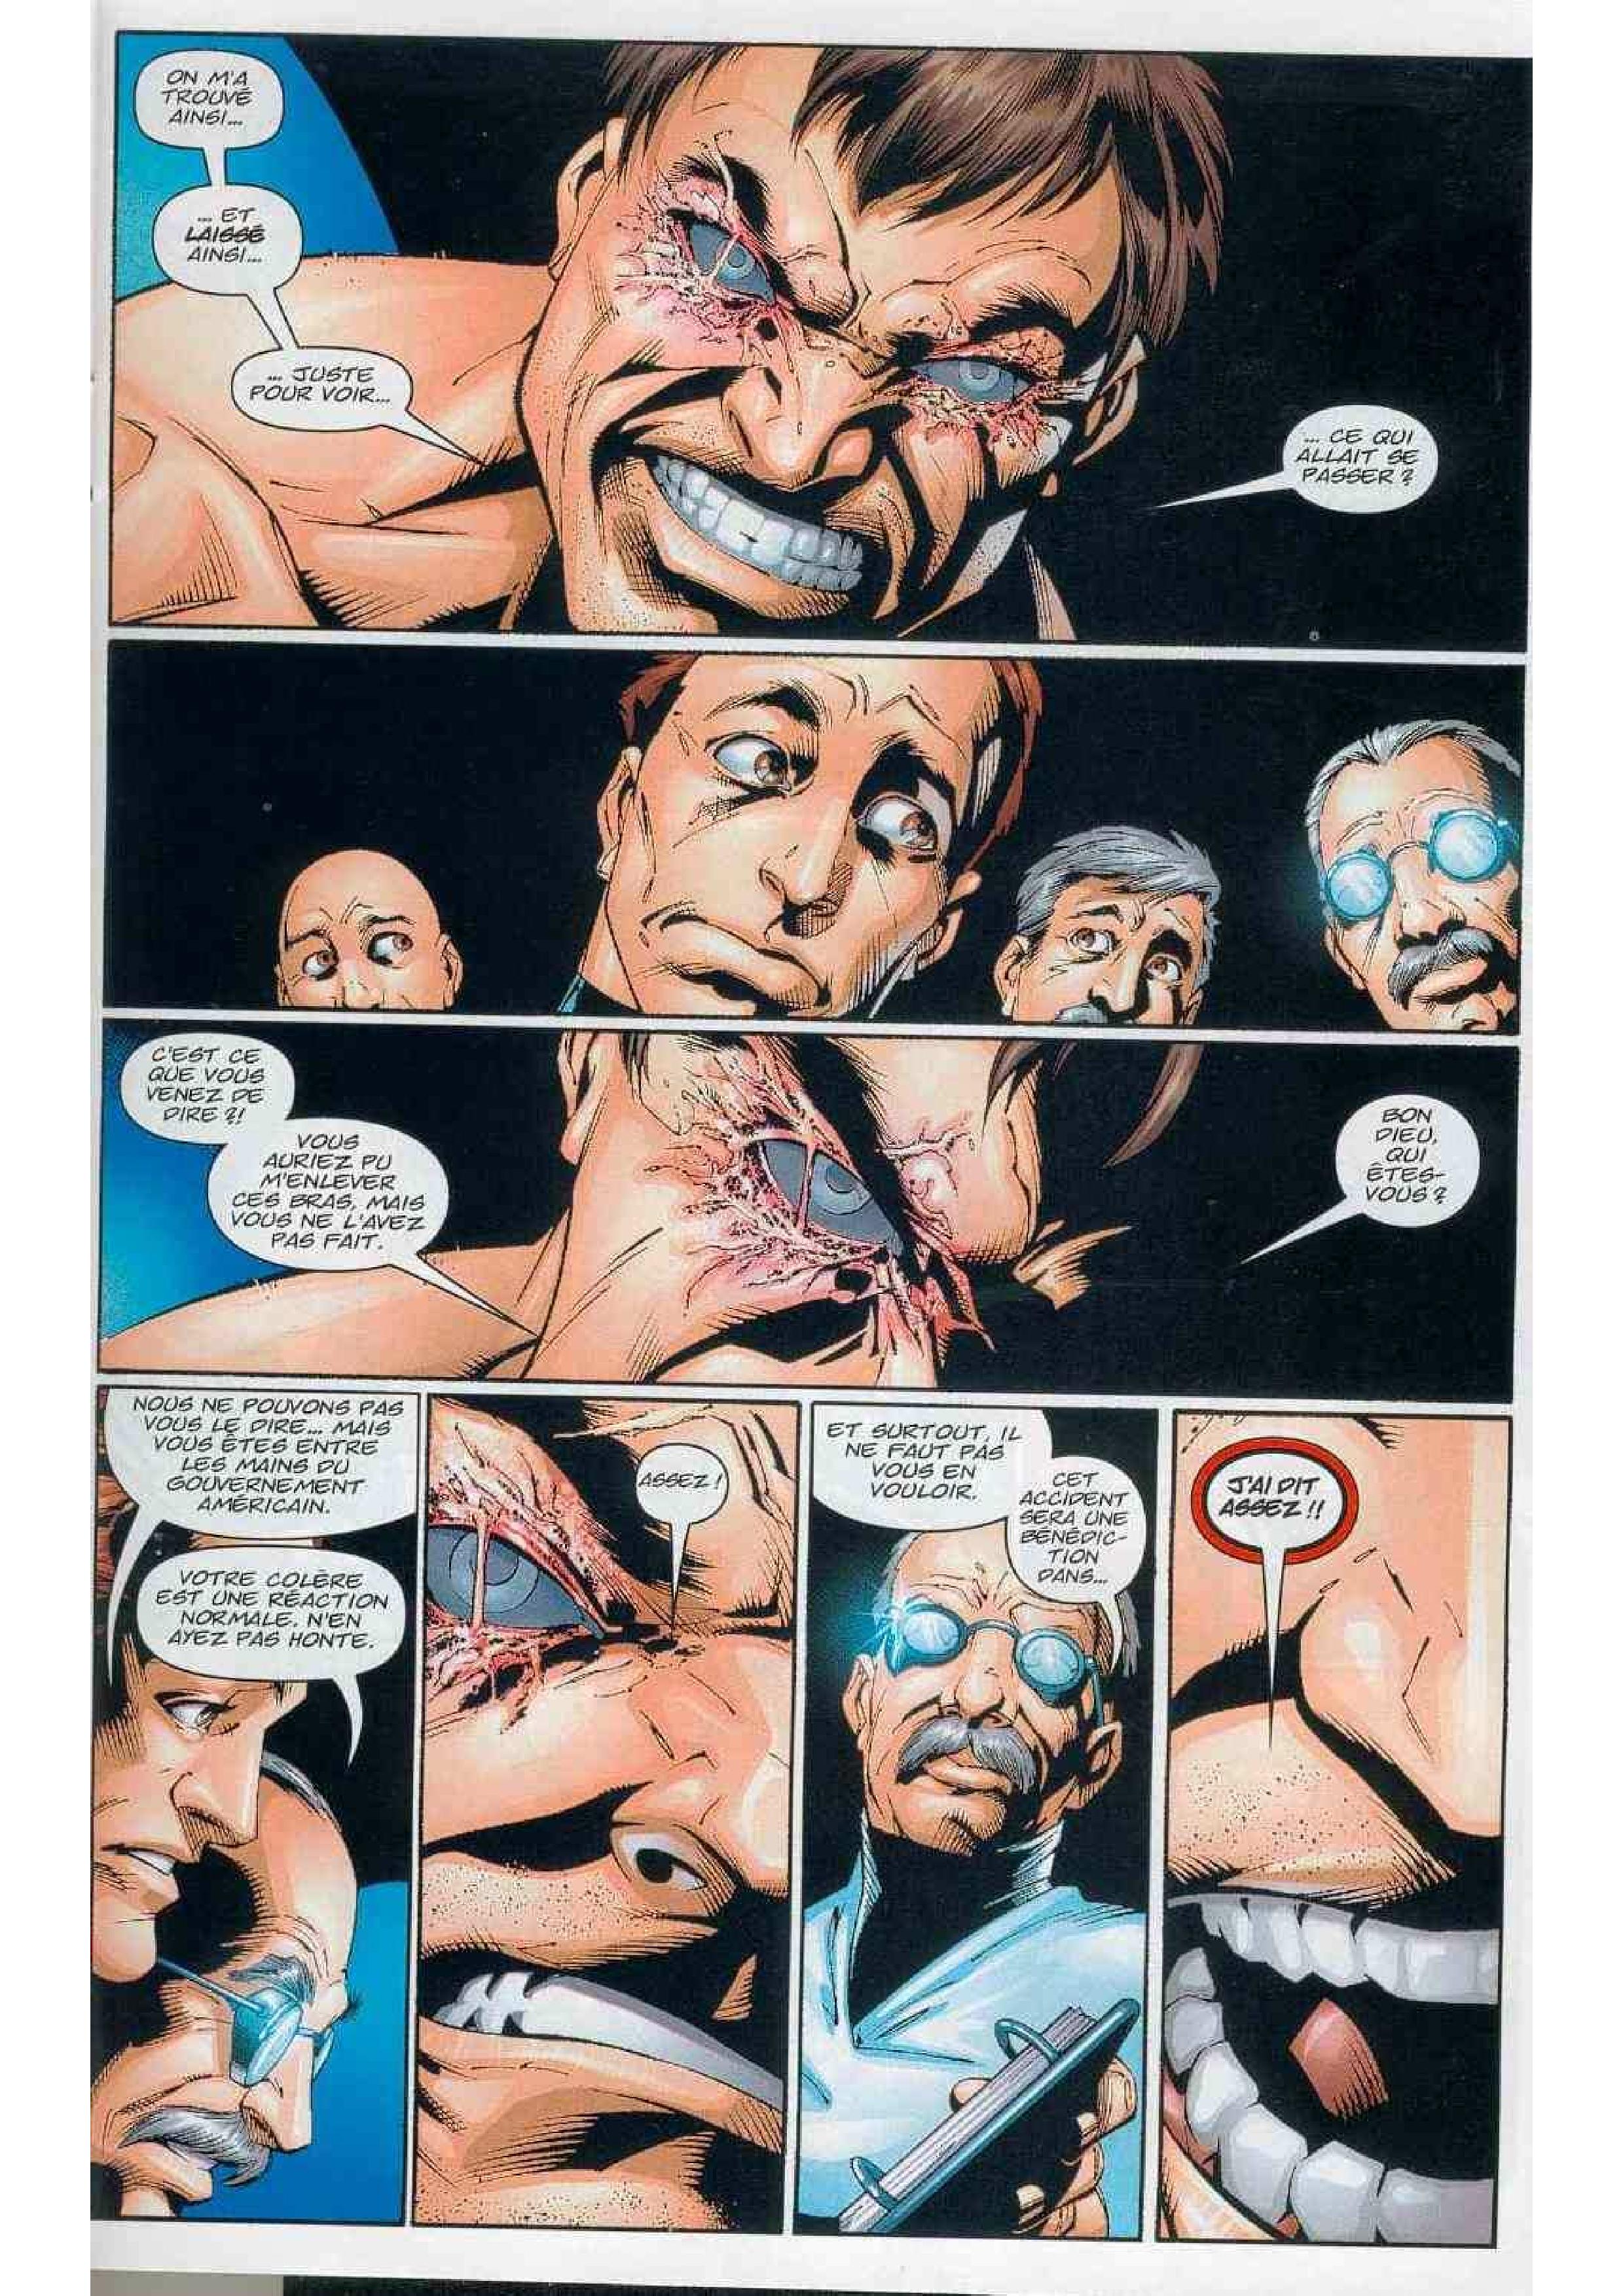 ON M'A
TROUVÉ
AINSI...
... ET
LAISSÉ
AINSI...
... JUSTE
POUR VOIR...
... CE QUI
ALLAIT SE
PASSER ?
C'EST CE
QUE VOUS
VENEZ DE
DIRE ?!
VOUS
AURIEZ PU
M'ENLEVER
CES BRAS, MAIS
VOUS NE L'AVEZ
PAS FAIT.
BON
DIEU,
QUI
ÊTES-
VOUS ?
NOUS NE POUVONS PAS
VOUS LE DIRE... MAIS
VOUS ÊTES ENTRE
LES MAINS DU
GOUVERNEMENT
AMÉRICAIN.
VOTRE COLÈRE
EST UNE RÉACTION
NORMALE. N'EN
AYEZ PAS HONTE.
ASSEZ !
ET SURTOUT, IL
NE FAUT PAS
VOUS EN
VOULOIR.
CET
ACCIDENT
SERA UNE
BÉNÉDIC-
TION
DANS...
J'AI DIT
ASSEZ !!